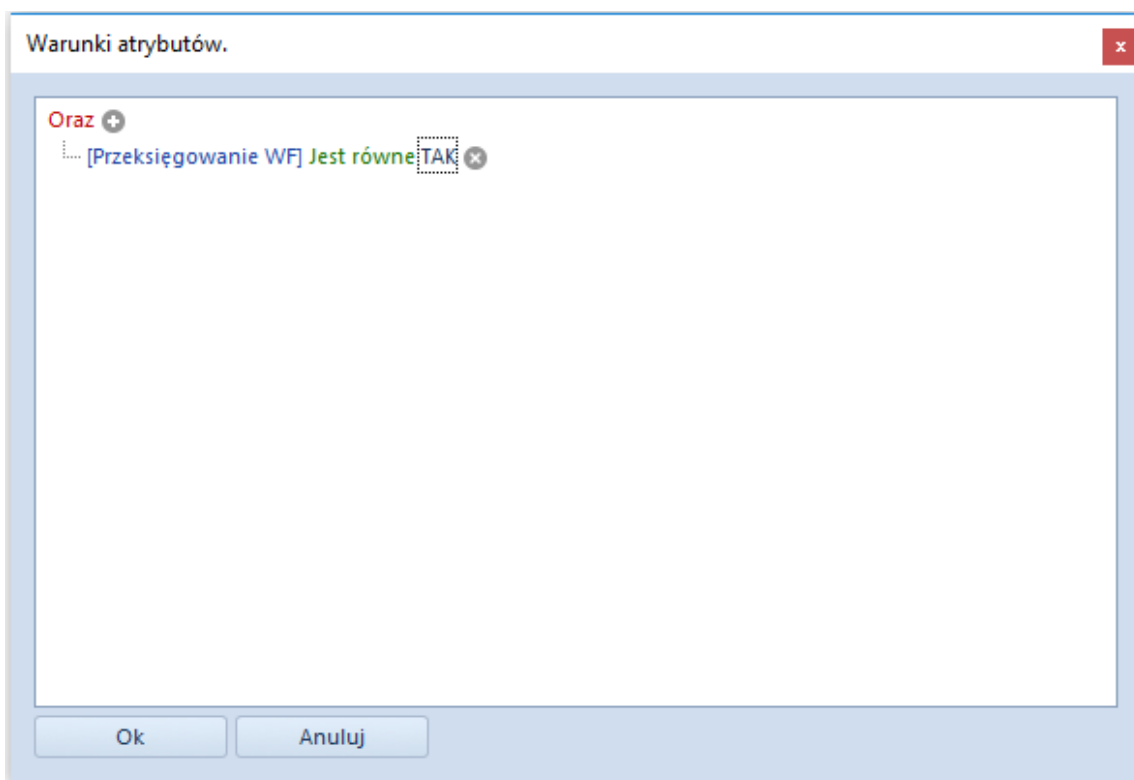 Warunki atrybutów.
x
Oraz
[Przeksięgowanie WF] Jest równe TAK
Ok Anuluj